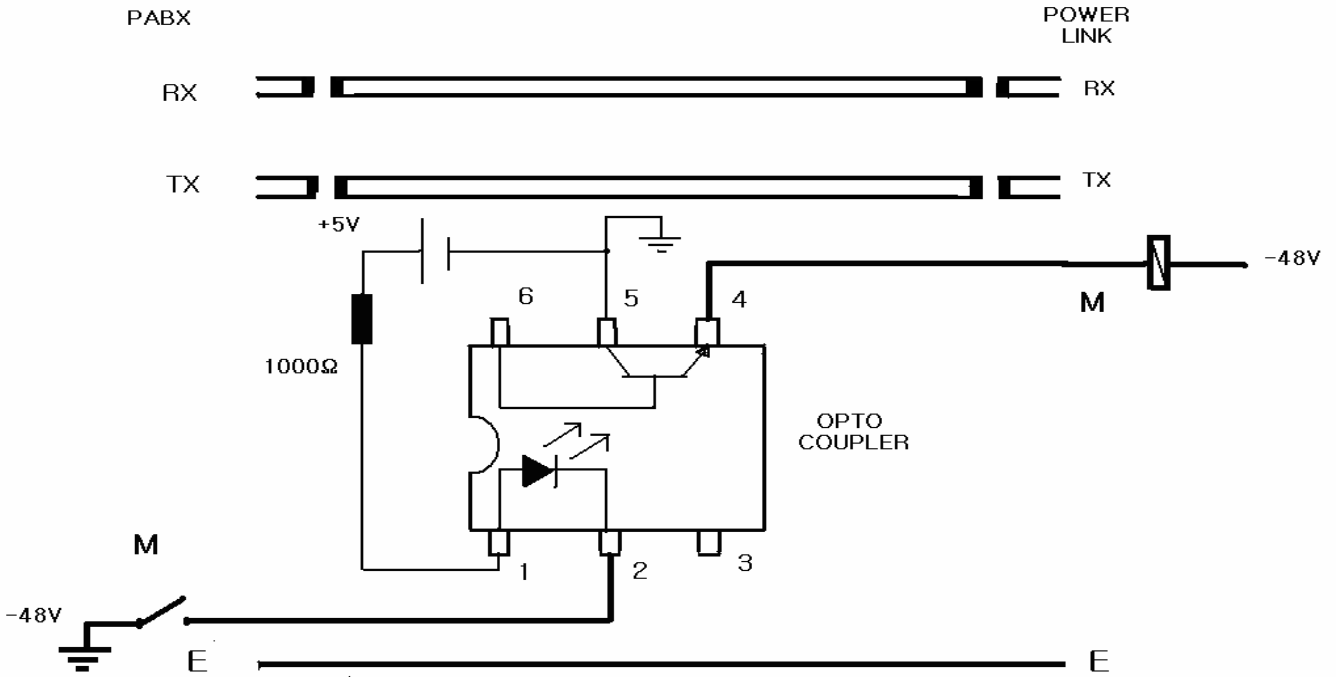 PABX
POWER
LINK
RX
RX
TX
TX
+5V
-48V
6
5
4
M
1000Ω
OPTO
COUPLER
M
1
2
3
-48V
E
E